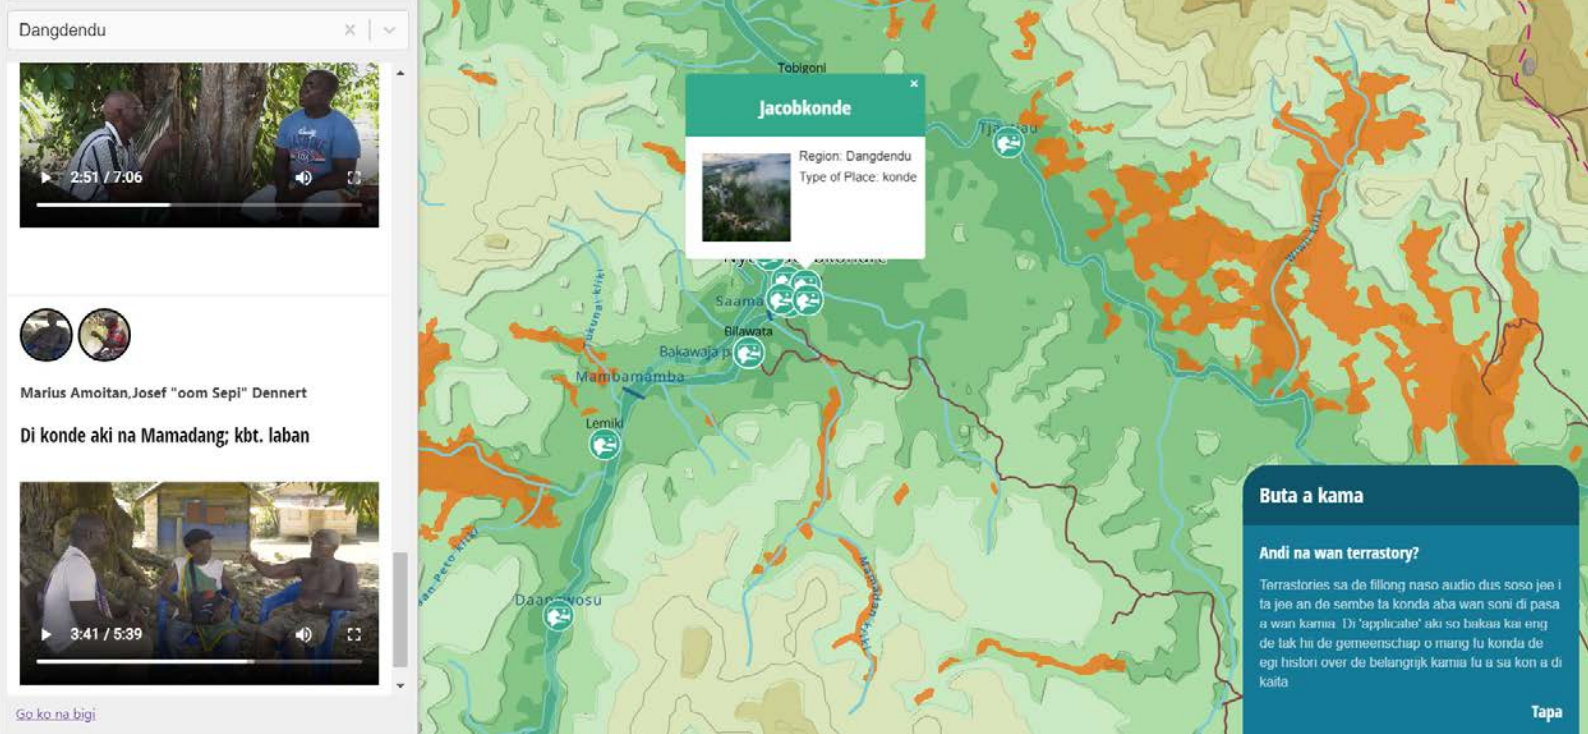 Dangdendu
2:51 / 7:06
Marius Amoitan,Josef "oom Sepi" Dennert
Di konde aki na Mamadang; kbt. laban
3:41 / 5:39
Go ko na bigi
Tobigoni
Jacobkonde
Region: Dangdendu
Type of Place: konde
Saama
Bilawata
Bakawaja p
Mambamamba
Lemiki
Mamadan kliki
Buta a kama
Andi na wan terrastory?
Terrastories sa de fillong naso audio dus soso jee i
ta jee an de sembe ta konda aba wan soni di pasa
a wan kamia. Di 'applicatie' aki so bakaa kai eng
de tak hii de gemeenschap o mang fu konda de
egi histori over de belangrijk kamia fu a sa kon a di
kaita
Tapa